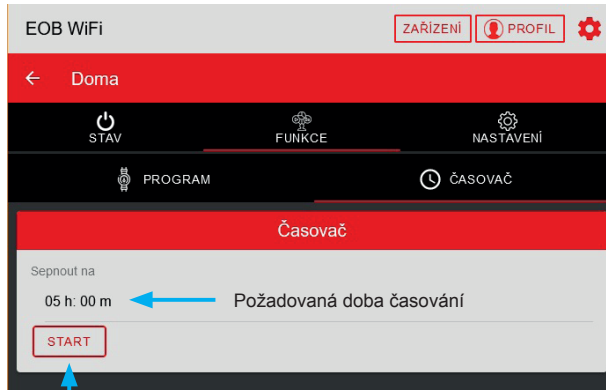 EOB WiFi
ZAŘÍZENÍ PROFIL
Doma
STAV FUNKCE NASTAVENÍ
PROGRAM ČASOVAČ
Časovač
Sepnout na
05 h: 00 m Požadovaná doba časování
START